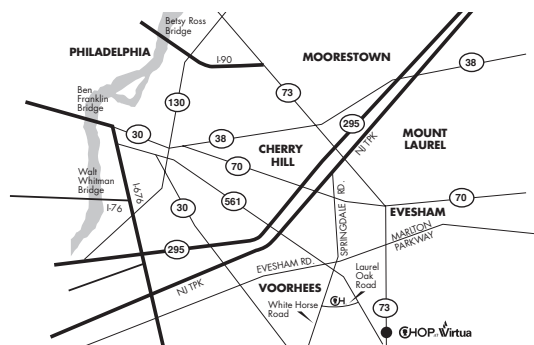 Betsy Ross
Bridge
PHILADELPHIA
I-90
MOORESTOWN
38
73
Ben
Franklin
Bridge
130
295
30
38
CHERRY
HILL
NJ TPK
MOUNT
LAUREL
70
Walt
Whitman
Bridge
I-676
I-76
30
561
SPRINGDALE RD.
70
EVESHAM
MARLTON
PARKWAY
295
EVESHAM RD.
NJ TPK
VOORHEES
Laurel
Oak
Road
White Horse
Road
H
73
CHOP at Virtua